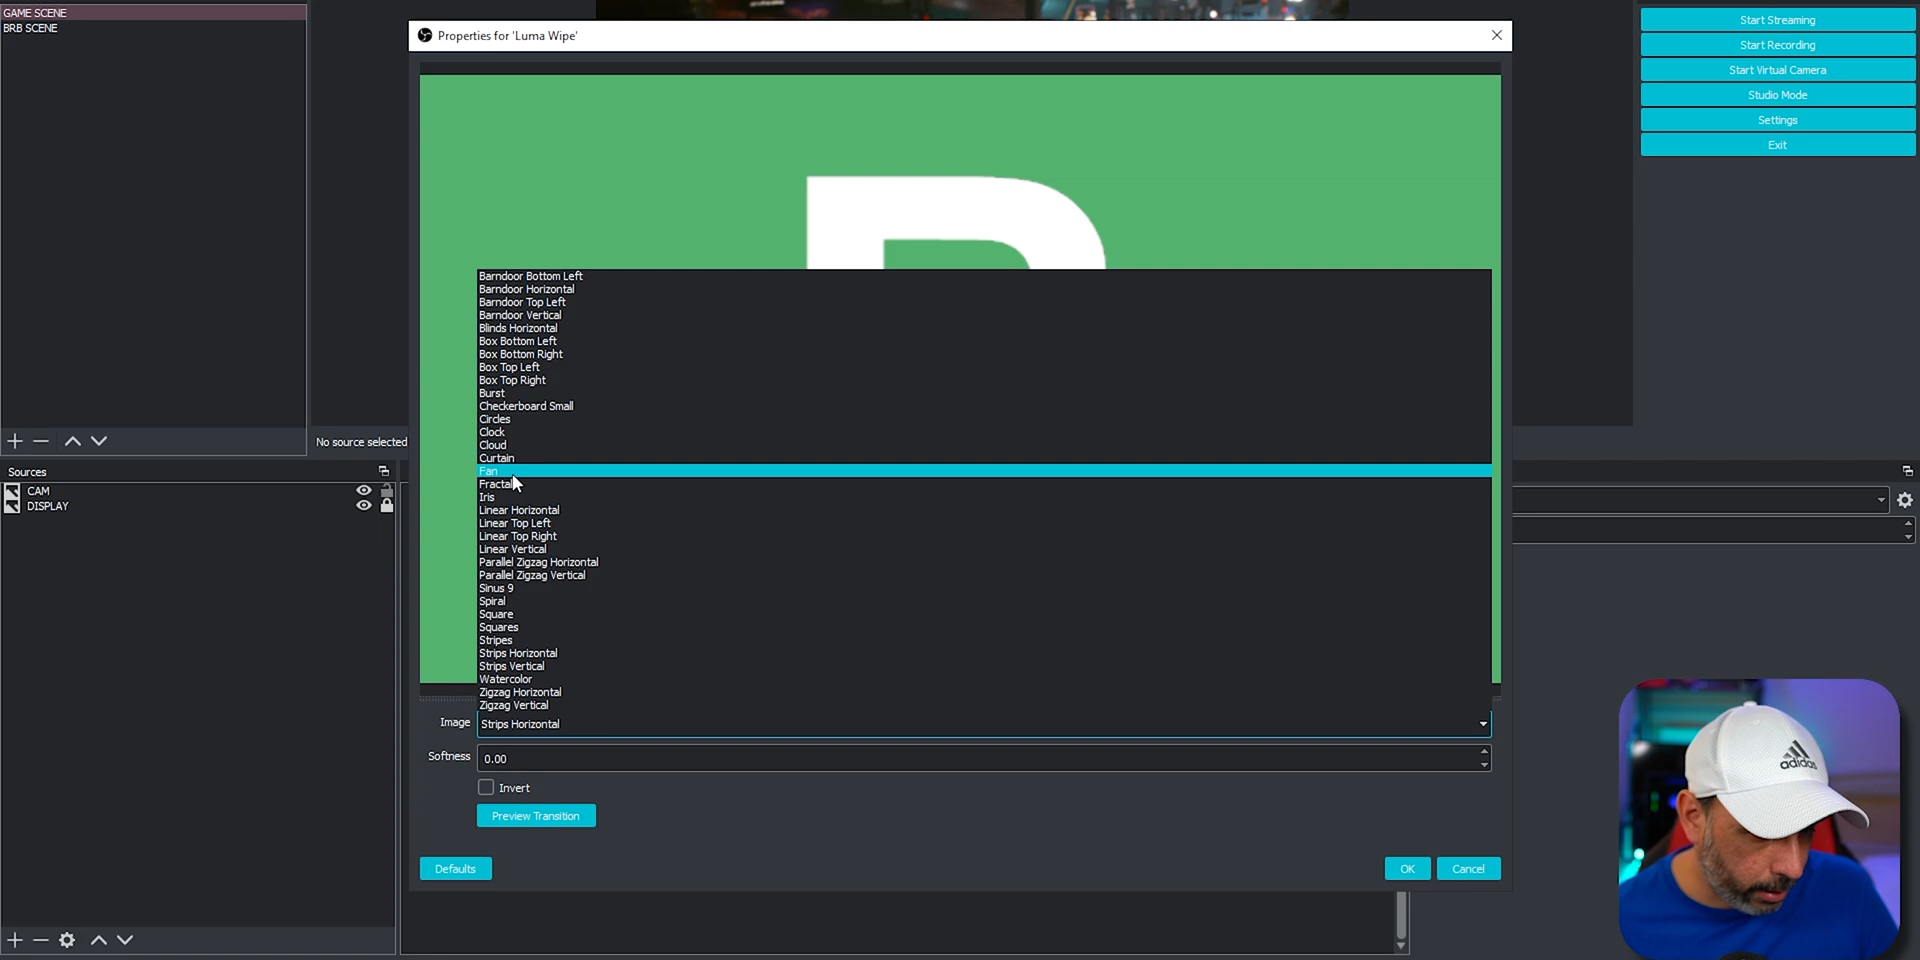 GAME SCENE
BRB SCENE
Properties for 'Luma Wipe'
Start Streaming
Start Recording
Start Virtual Camera
Studio Mode
Settings
Exit
No source selected
Sources
CAM
DISPLAY
Barndoor Bottom Left
Barndoor Horizontal
Barndoor Top Left
Barndoor Vertical
Blinds Horizontal
Box Bottom Left
Box Bottom Right
Box Top Left
Box Top Right
Burst
Checkerboard Small
Circles
Clock
Cloud
Curtain
Fan
Fractal
Iris
Linear Horizontal
Linear Top Left
Linear Top Right
Linear Vertical
Parallel Zigzag Horizontal
Parallel Zigzag Vertical
Sinus 9
Spiral
Square
Squares
Stripes
Strips Horizontal
Strips Vertical
Watercolor
Zigzag Horizontal
Zigzag Vertical
Image Strips Horizontal
Softness 0.00
Invert
Preview Transition
Defaults
OK
Cancel
adidas